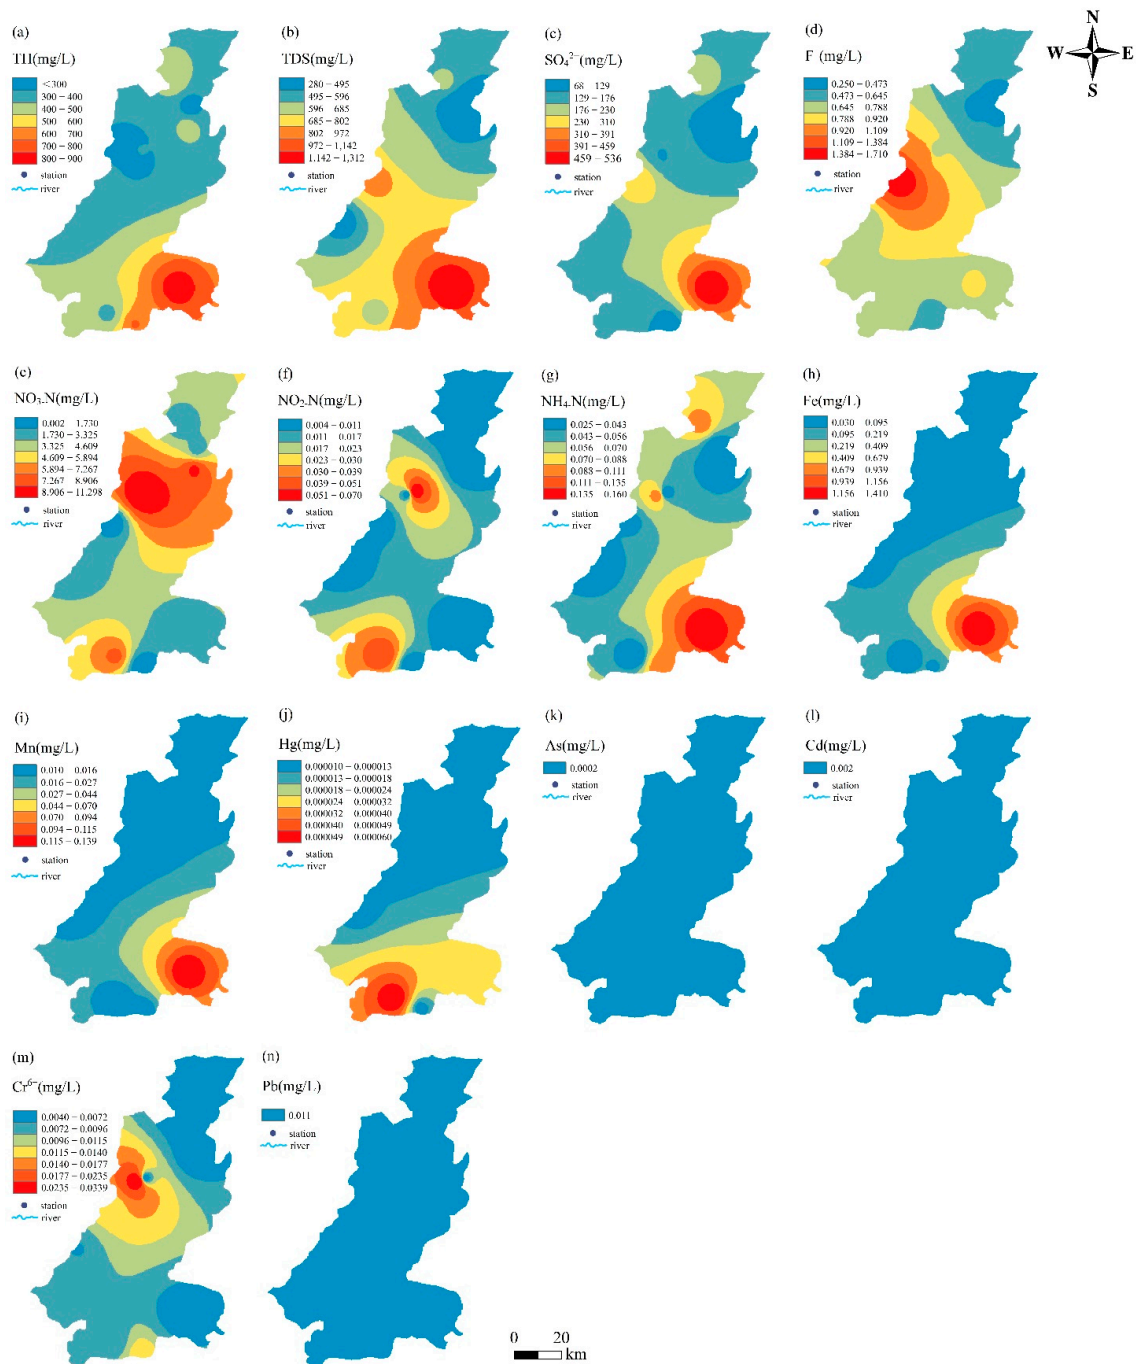 (a)
TH(mg/L)
<300
300－400
400－500
500 600
600 700
700－800
800－900
station
river
(b)
TDS(mg/L)
280－495
495－596
596 685
685－802
802 972
972－1,142
1.142－1,312
station
river
(c)
SO₄²⁻(mg/L)
68 129
129－176
176－230
230 310
310－391
391－459
459－536
station
river
(d)
F (mg/L)
0.250－0.473
0.473－0.645
0.645 0.788
0.788 0.920
0.920 1.109
1.109－1.384
1.384－1.710
station
river
N
W E
S
(e)
NO₃-N(mg/L)
0.002 1.730
1.730－3.325
3.325 4.609
4.609－5.894
5.894－7.267
7.267 8.906
8.906－11.298
station
river
(f)
NO₂-N(mg/L)
0.004－0.011
0.011 0.017
0.017 0.023
0.023－0.030
0.030－0.039
0.039－0.051
0.051－0.070
station
river
(g)
NH₄-N(mg/L)
0.025－0.043
0.043－0.056
0.056 0.070
0.070－0.088
0.088－0.111
0.111－0.135
0.135－0.160
station
river
(h)
Fe(mg/L)
0.030 0.095
0.095 0.219
0.219 0.409
0.409－0.679
0.679 0.939
0.939 1.156
1.156 1.410
station
river
(i)
Mn(mg/L)
0.010 0.016
0.016－0.027
0.027－0.044
0.044－0.070
0.070 0.094
0.094－0.115
0.115－0.139
station
river
(j)
Hg(mg/L)
0.000010－0.000013
0.000013－0.000018
0.000018－0.000024
0.000024 0.000032
0.000032 0.000040
0.000040－0.000049
0.000049 0.000060
station
river
(k)
As(mg/L)
0.0002
station
river
(l)
Cd(mg/L)
0.002
station
river
(m)
Cr⁶⁻(mg/L)
0.0040－0.0072
0.0072－0.0096
0.0096－0.0115
0.0115－0.0140
0.0140－0.0177
0.0177－0.0235
0.0235－0.0339
station
river
(n)
Pb(mg/L)
0.011
station
river
0 20
km